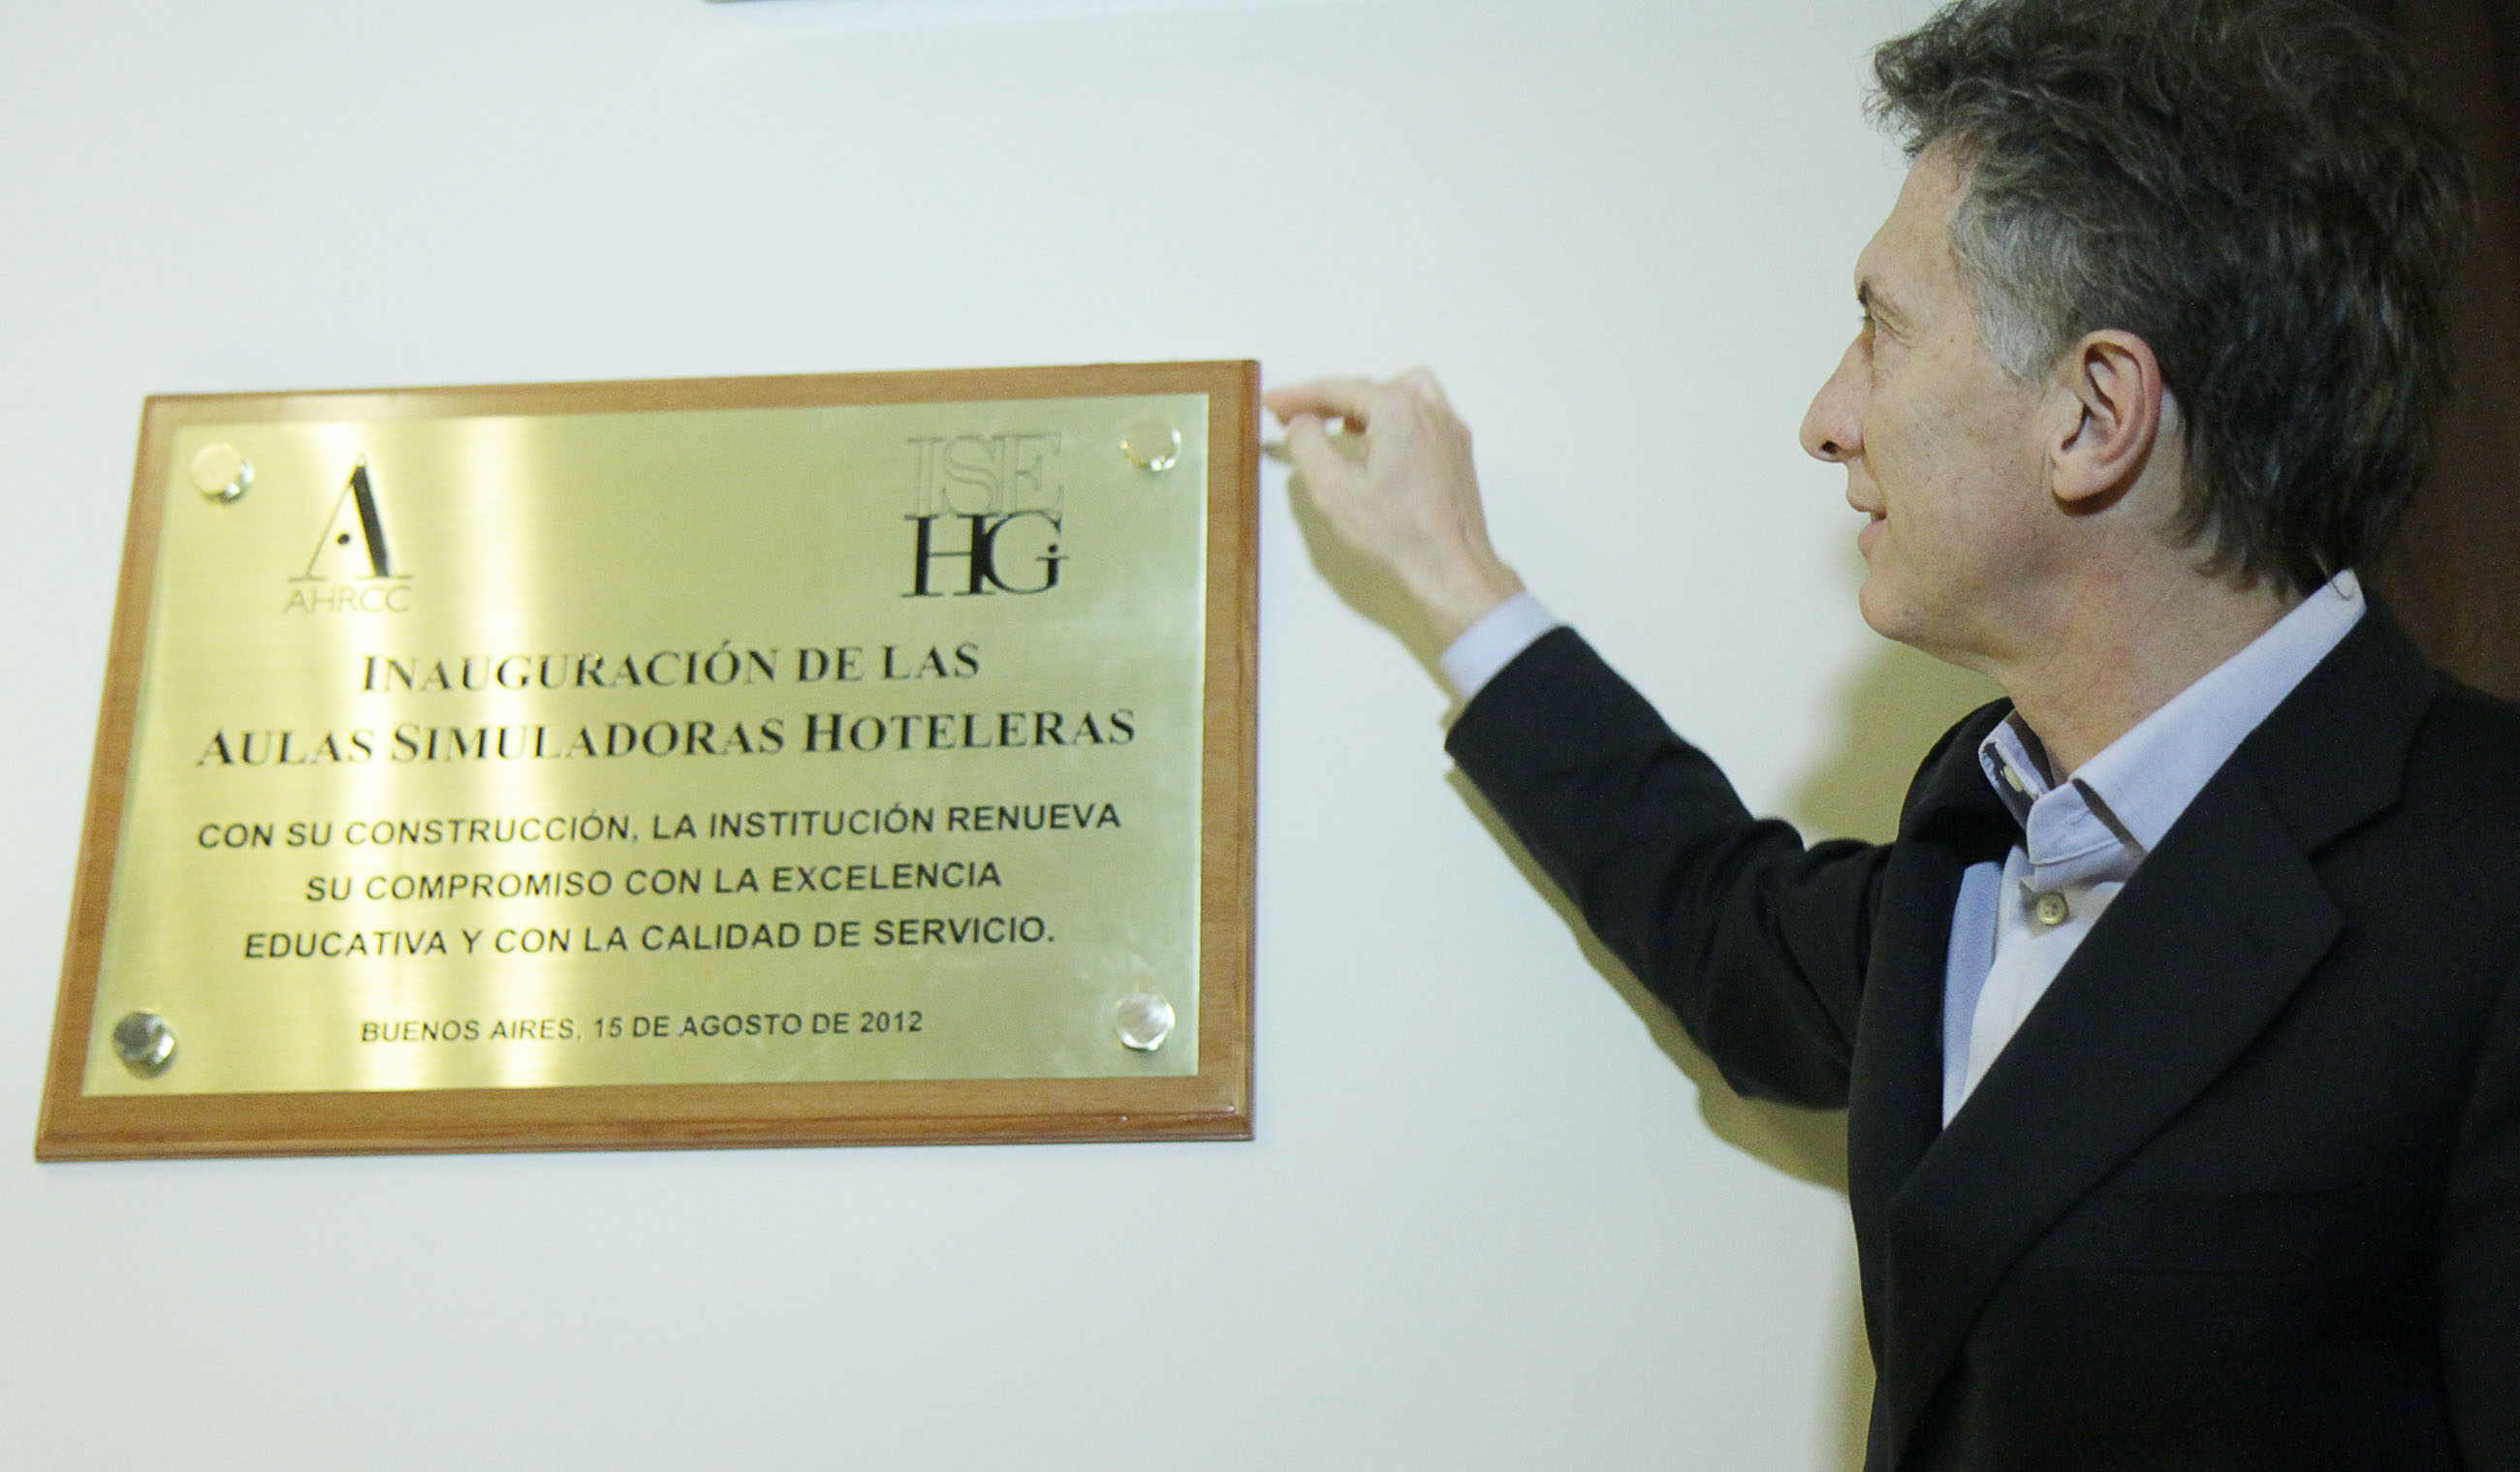 AHRCC
ISE
HG
INAUGURACIÓN DE LAS
AULAS SIMULADORAS HOTELERAS
CON SU CONSTRUCCIÓN, LA INSTITUCIÓN RENUEVA
SU COMPROMISO CON LA EXCELENCIA
EDUCATIVA Y CON LA CALIDAD DE SERVICIO.
BUENOS AIRES, 15 DE AGOSTO DE 2012